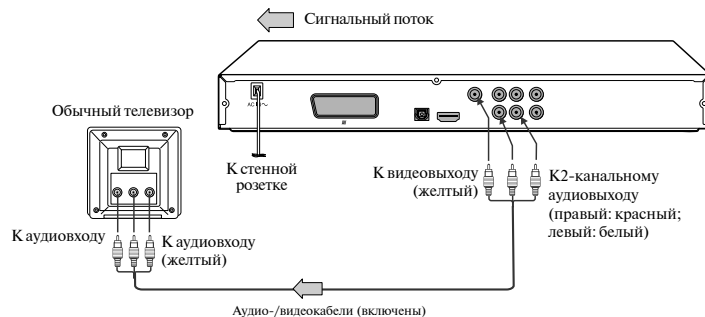 Сигнальный поток
Обычный телевизор
AC IN ~
К стенной
розетке
К видеовыходу
(желтый)
К2-канальному
аудиовыходу
(правый: красный;
левый: белый)
К аудиовходу
К аудиовходу
(желтый)
Аудио-/видеокабели (включены)